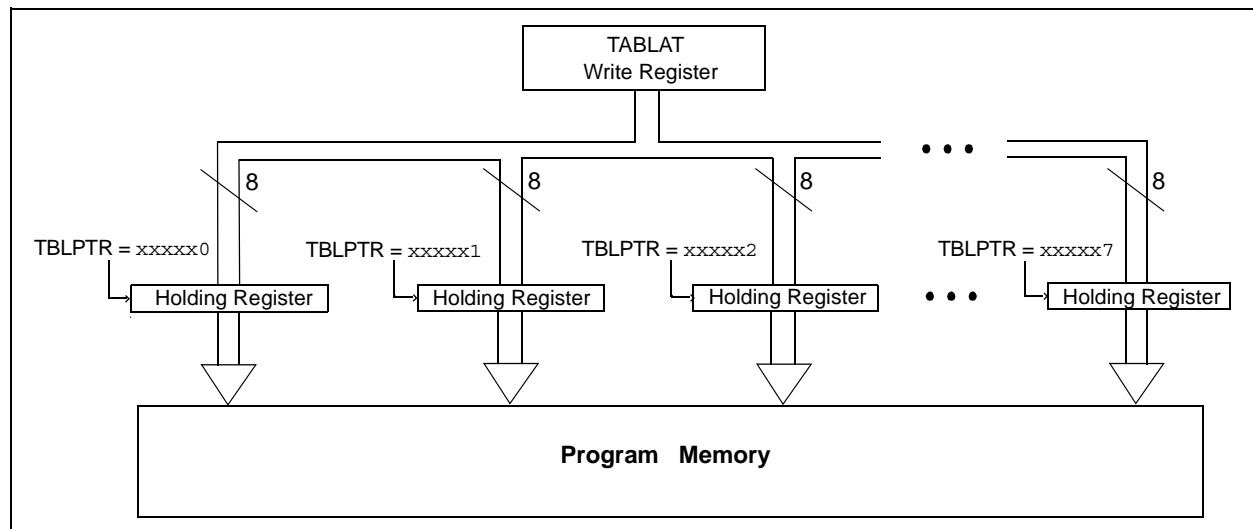 TABLAT
Write Register
• • •
8 8 8 8
TBLPTR = xxxxx0 TBLPTR = xxxxx1 TBLPTR = xxxxx2 TBLPTR = xxxxx7
Holding Register Holding Register Holding Register • • • Holding Register
Program Memory